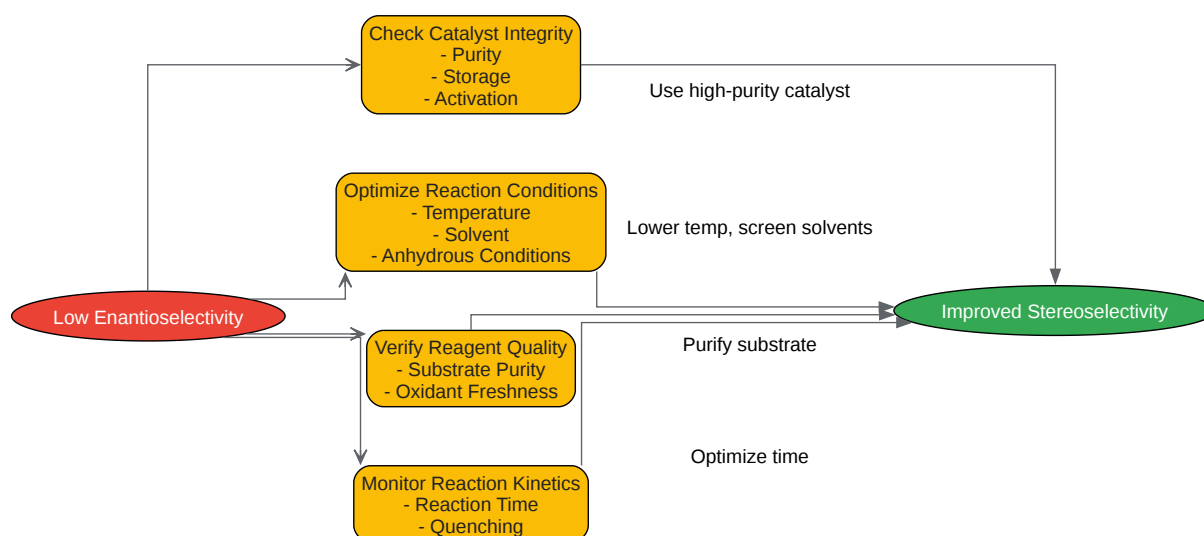 Check Catalyst Integrity
- Purity
- Storage
- Activation
Use high-purity catalyst
Optimize Reaction Conditions
- Temperature
- Solvent
- Anhydrous Conditions
Lower temp, screen solvents
Low Enantioselectivity
Improved Stereoselectivity
Verify Reagent Quality
- Substrate Purity
- Oxidant Freshness
Purify substrate
Optimize time
Monitor Reaction Kinetics
- Reaction Time
- Quenching